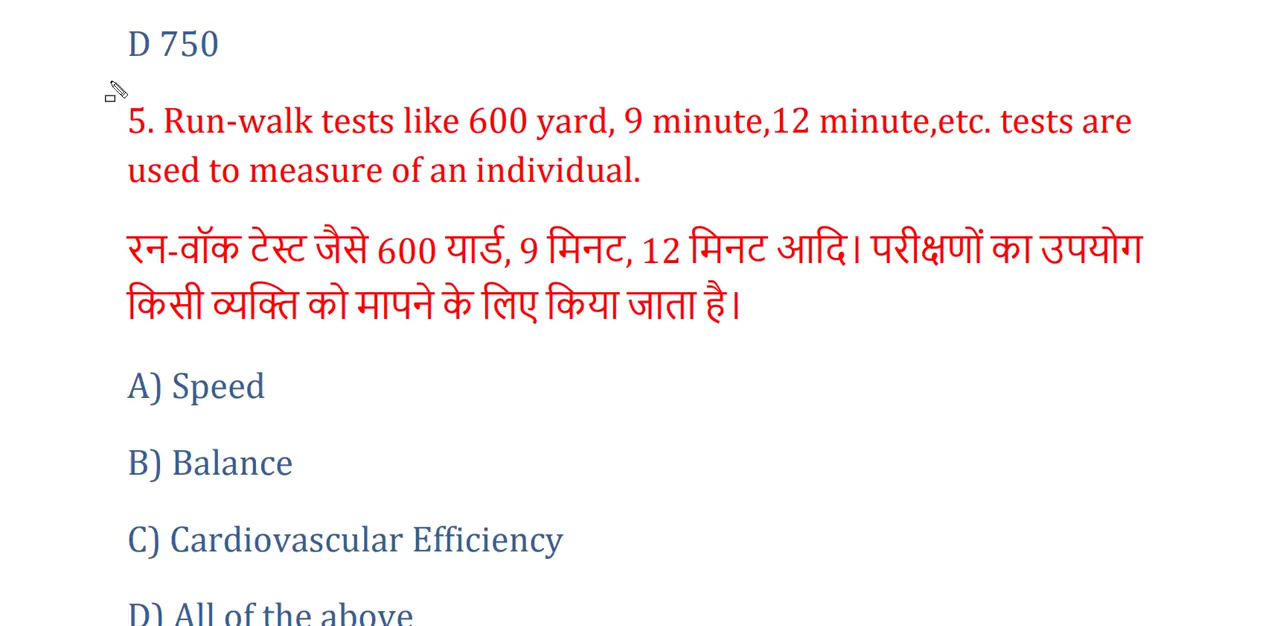 D 750
5. Run-walk tests like 600 yard, 9 minute,12 minute,etc. tests are
used to measure of an individual.
रन-वॉक टेस्ट जैसे 600 यार्ड, 9 मिनट, 12 मिनट आदि। परीक्षणों का उपयोग
किसी व्यक्ति को मापने के लिए किया जाता है।
A) Speed
B) Balance
C) Cardiovascular Efficiency
D) All of the above